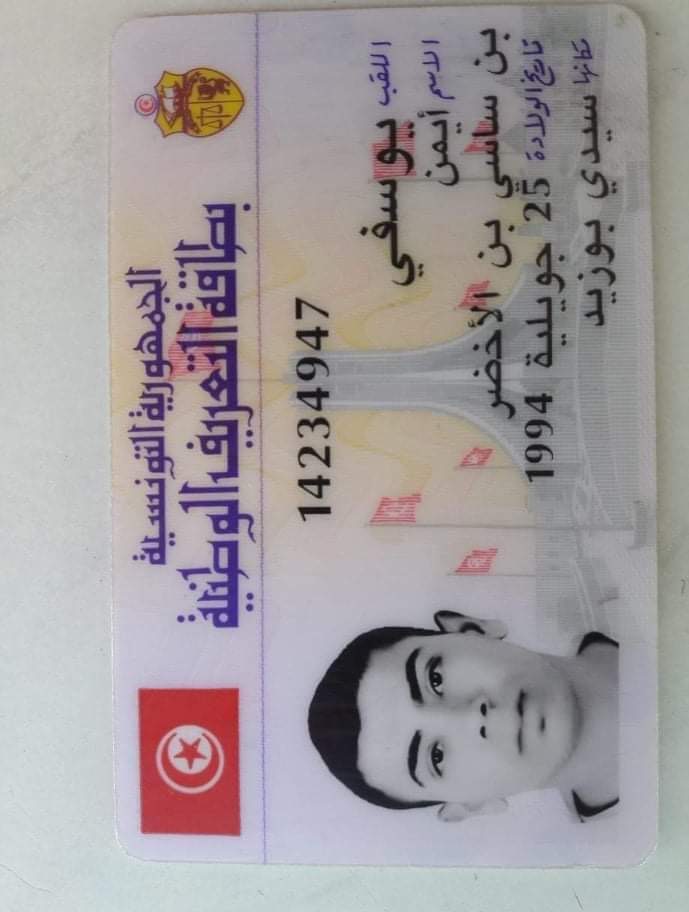 الجمهورية التونسية
بطاقة التعريف الوطنية
14234947
اللقب يوسفي
الاسم أيمن
بن ساسي بن الأخضر
تاريخ الولادة 25 جويلية 1994
مكانها سيدي بوزيد